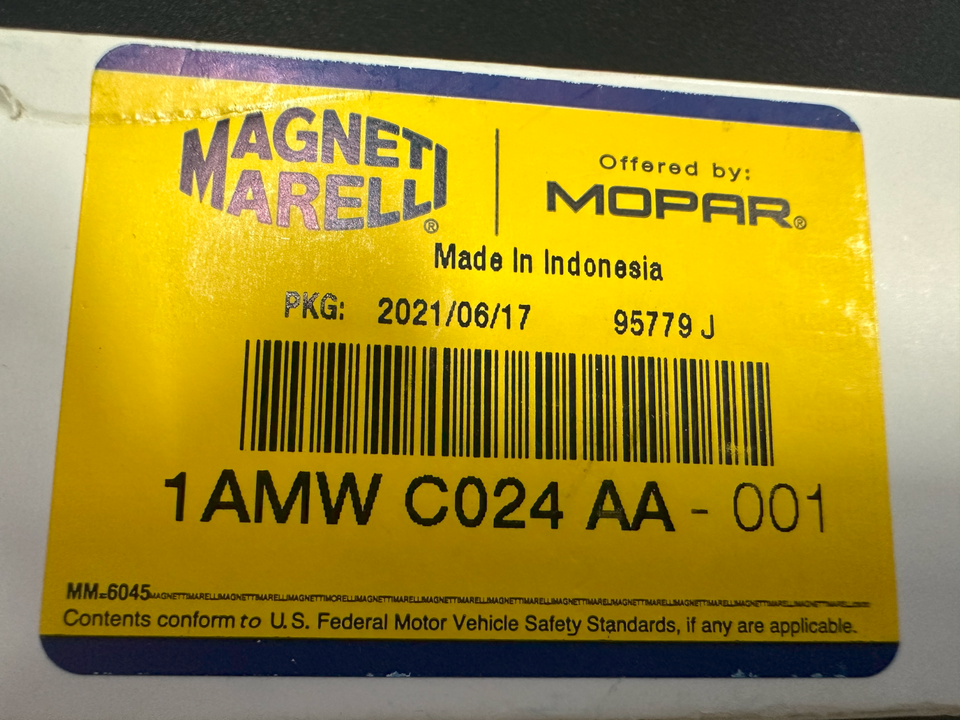 MAGNETI
MARELLI®
Offered by:
MOPAR®
Made In Indonesia
PKG: 2021/06/17 95779 J
1AMW C024 AA - 001
MM-6045
Contents conform to U.S. Federal Motor Vehicle Safety Standards, if any are applicable.